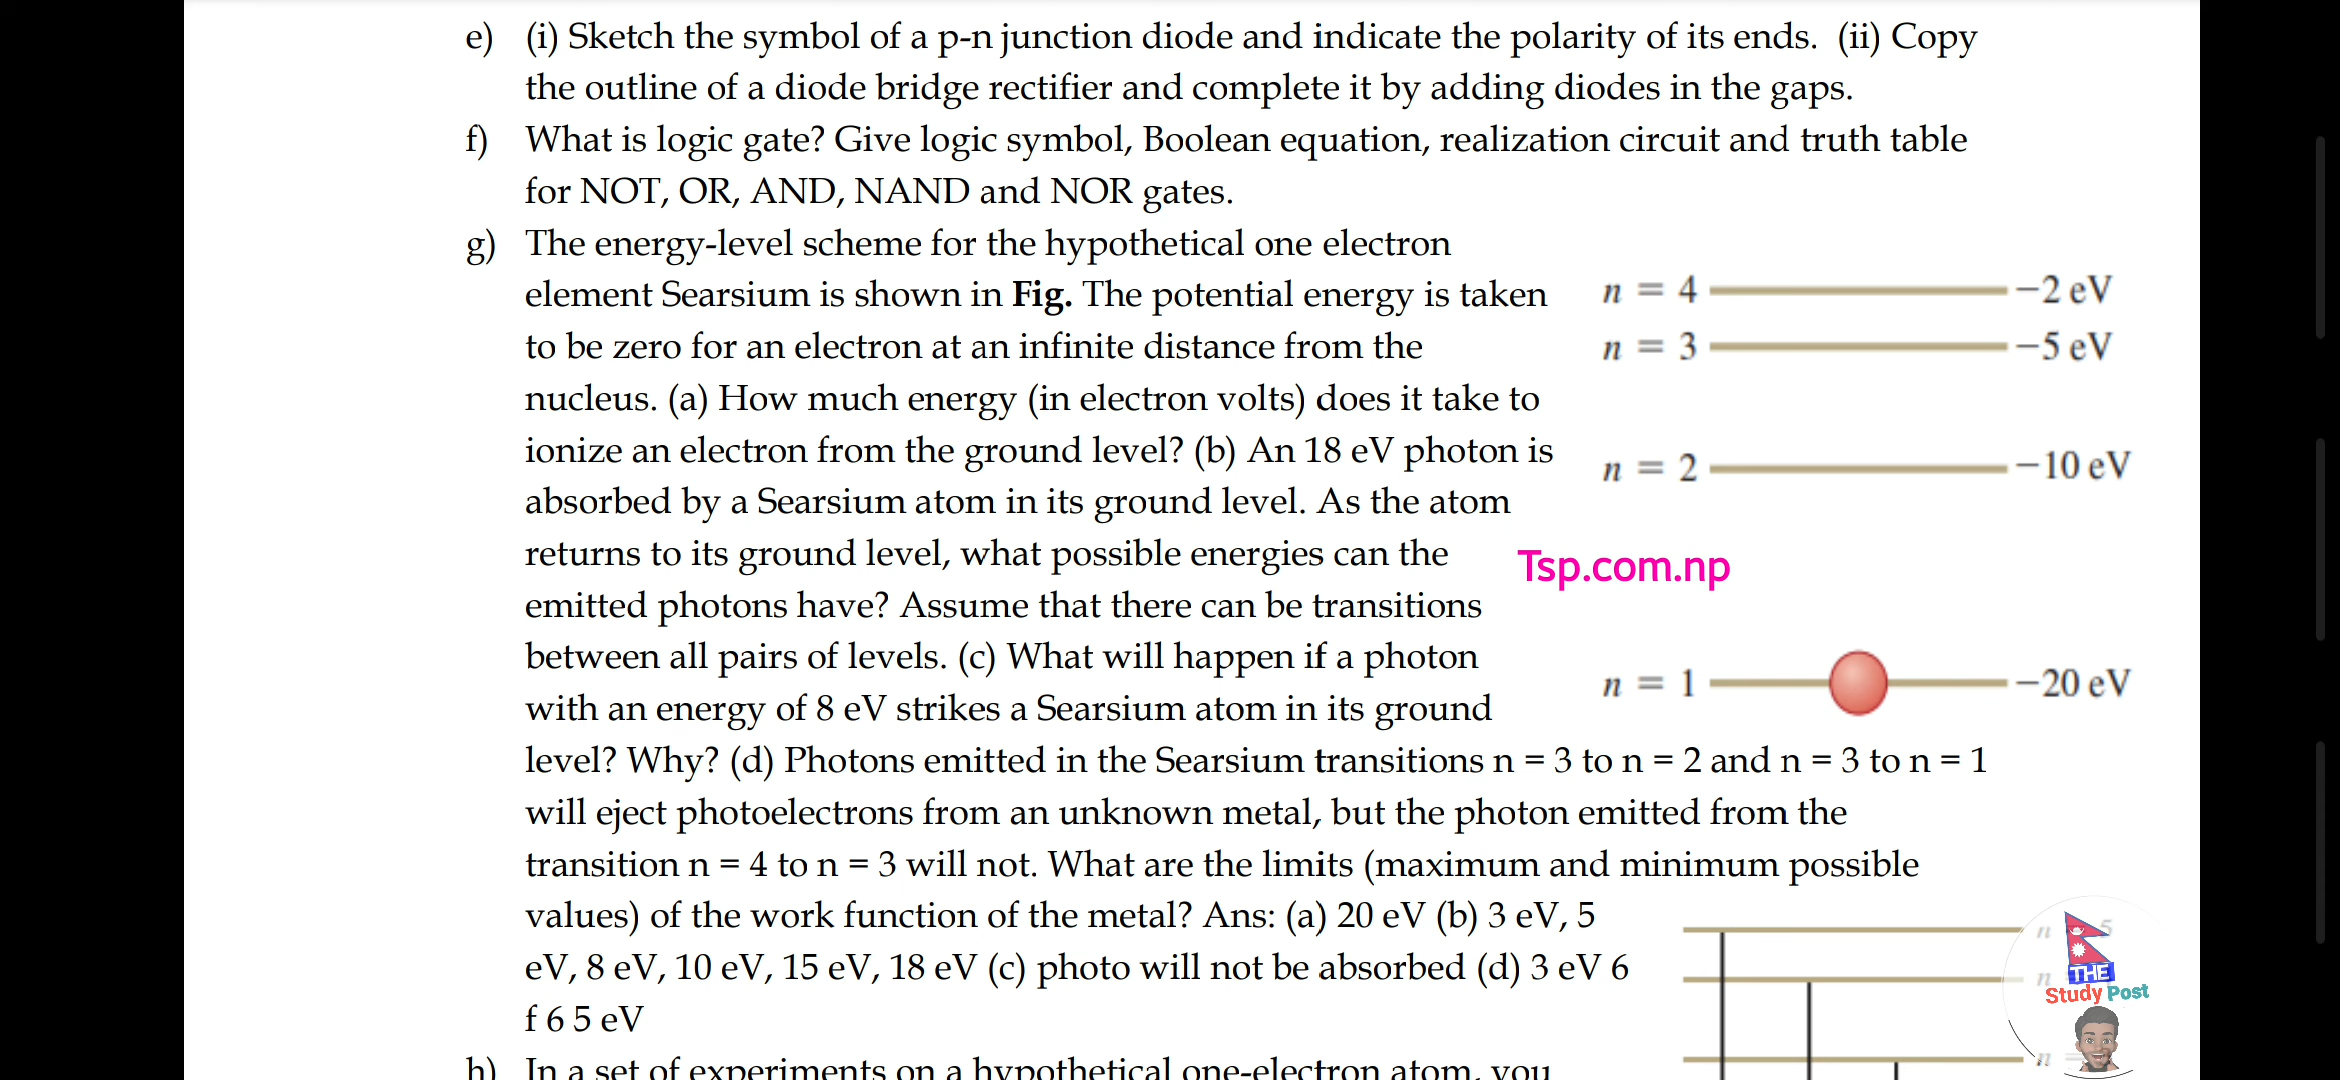 e) (i) Sketch the symbol of a p-n junction diode and indicate the polarity of its ends. (ii) Copy
the outline of a diode bridge rectifier and complete it by adding diodes in the gaps.
f) What is logic gate? Give logic symbol, Boolean equation, realization circuit and truth table
for NOT, OR, AND, NAND and NOR gates.
g) The energy-level scheme for the hypothetical one electron
element Searsium is shown in Fig. The potential energy is taken
to be zero for an electron at an infinite distance from the
nucleus. (a) How much energy (in electron volts) does it take to
ionize an electron from the ground level? (b) An 18 eV photon is
absorbed by a Searsium atom in its ground level. As the atom
returns to its ground level, what possible energies can the
emitted photons have? Assume that there can be transitions
between all pairs of levels. (c) What will happen if a photon
with an energy of 8 eV strikes a Searsium atom in its ground
level? Why? (d) Photons emitted in the Searsium transitions n = 3 to n = 2 and n = 3 to n = 1
will eject photoelectrons from an unknown metal, but the photon emitted from the
transition n = 4 to n = 3 will not. What are the limits (maximum and minimum possible
values) of the work function of the metal? Ans: (a) 20 eV (b) 3 eV, 5
eV, 8 eV, 10 eV, 15 eV, 18 eV (c) photo will not be absorbed (d) 3 eV 6
f 6 5 eV
h) In a set of experiments on a hypothetical one-electron atom, you
n = 4 −2 eV
n = 3 −5 eV
n = 2 −10 eV
Tsp.com.np
n = 1 −20 eV
n 5
n
n =
THE
Study Post